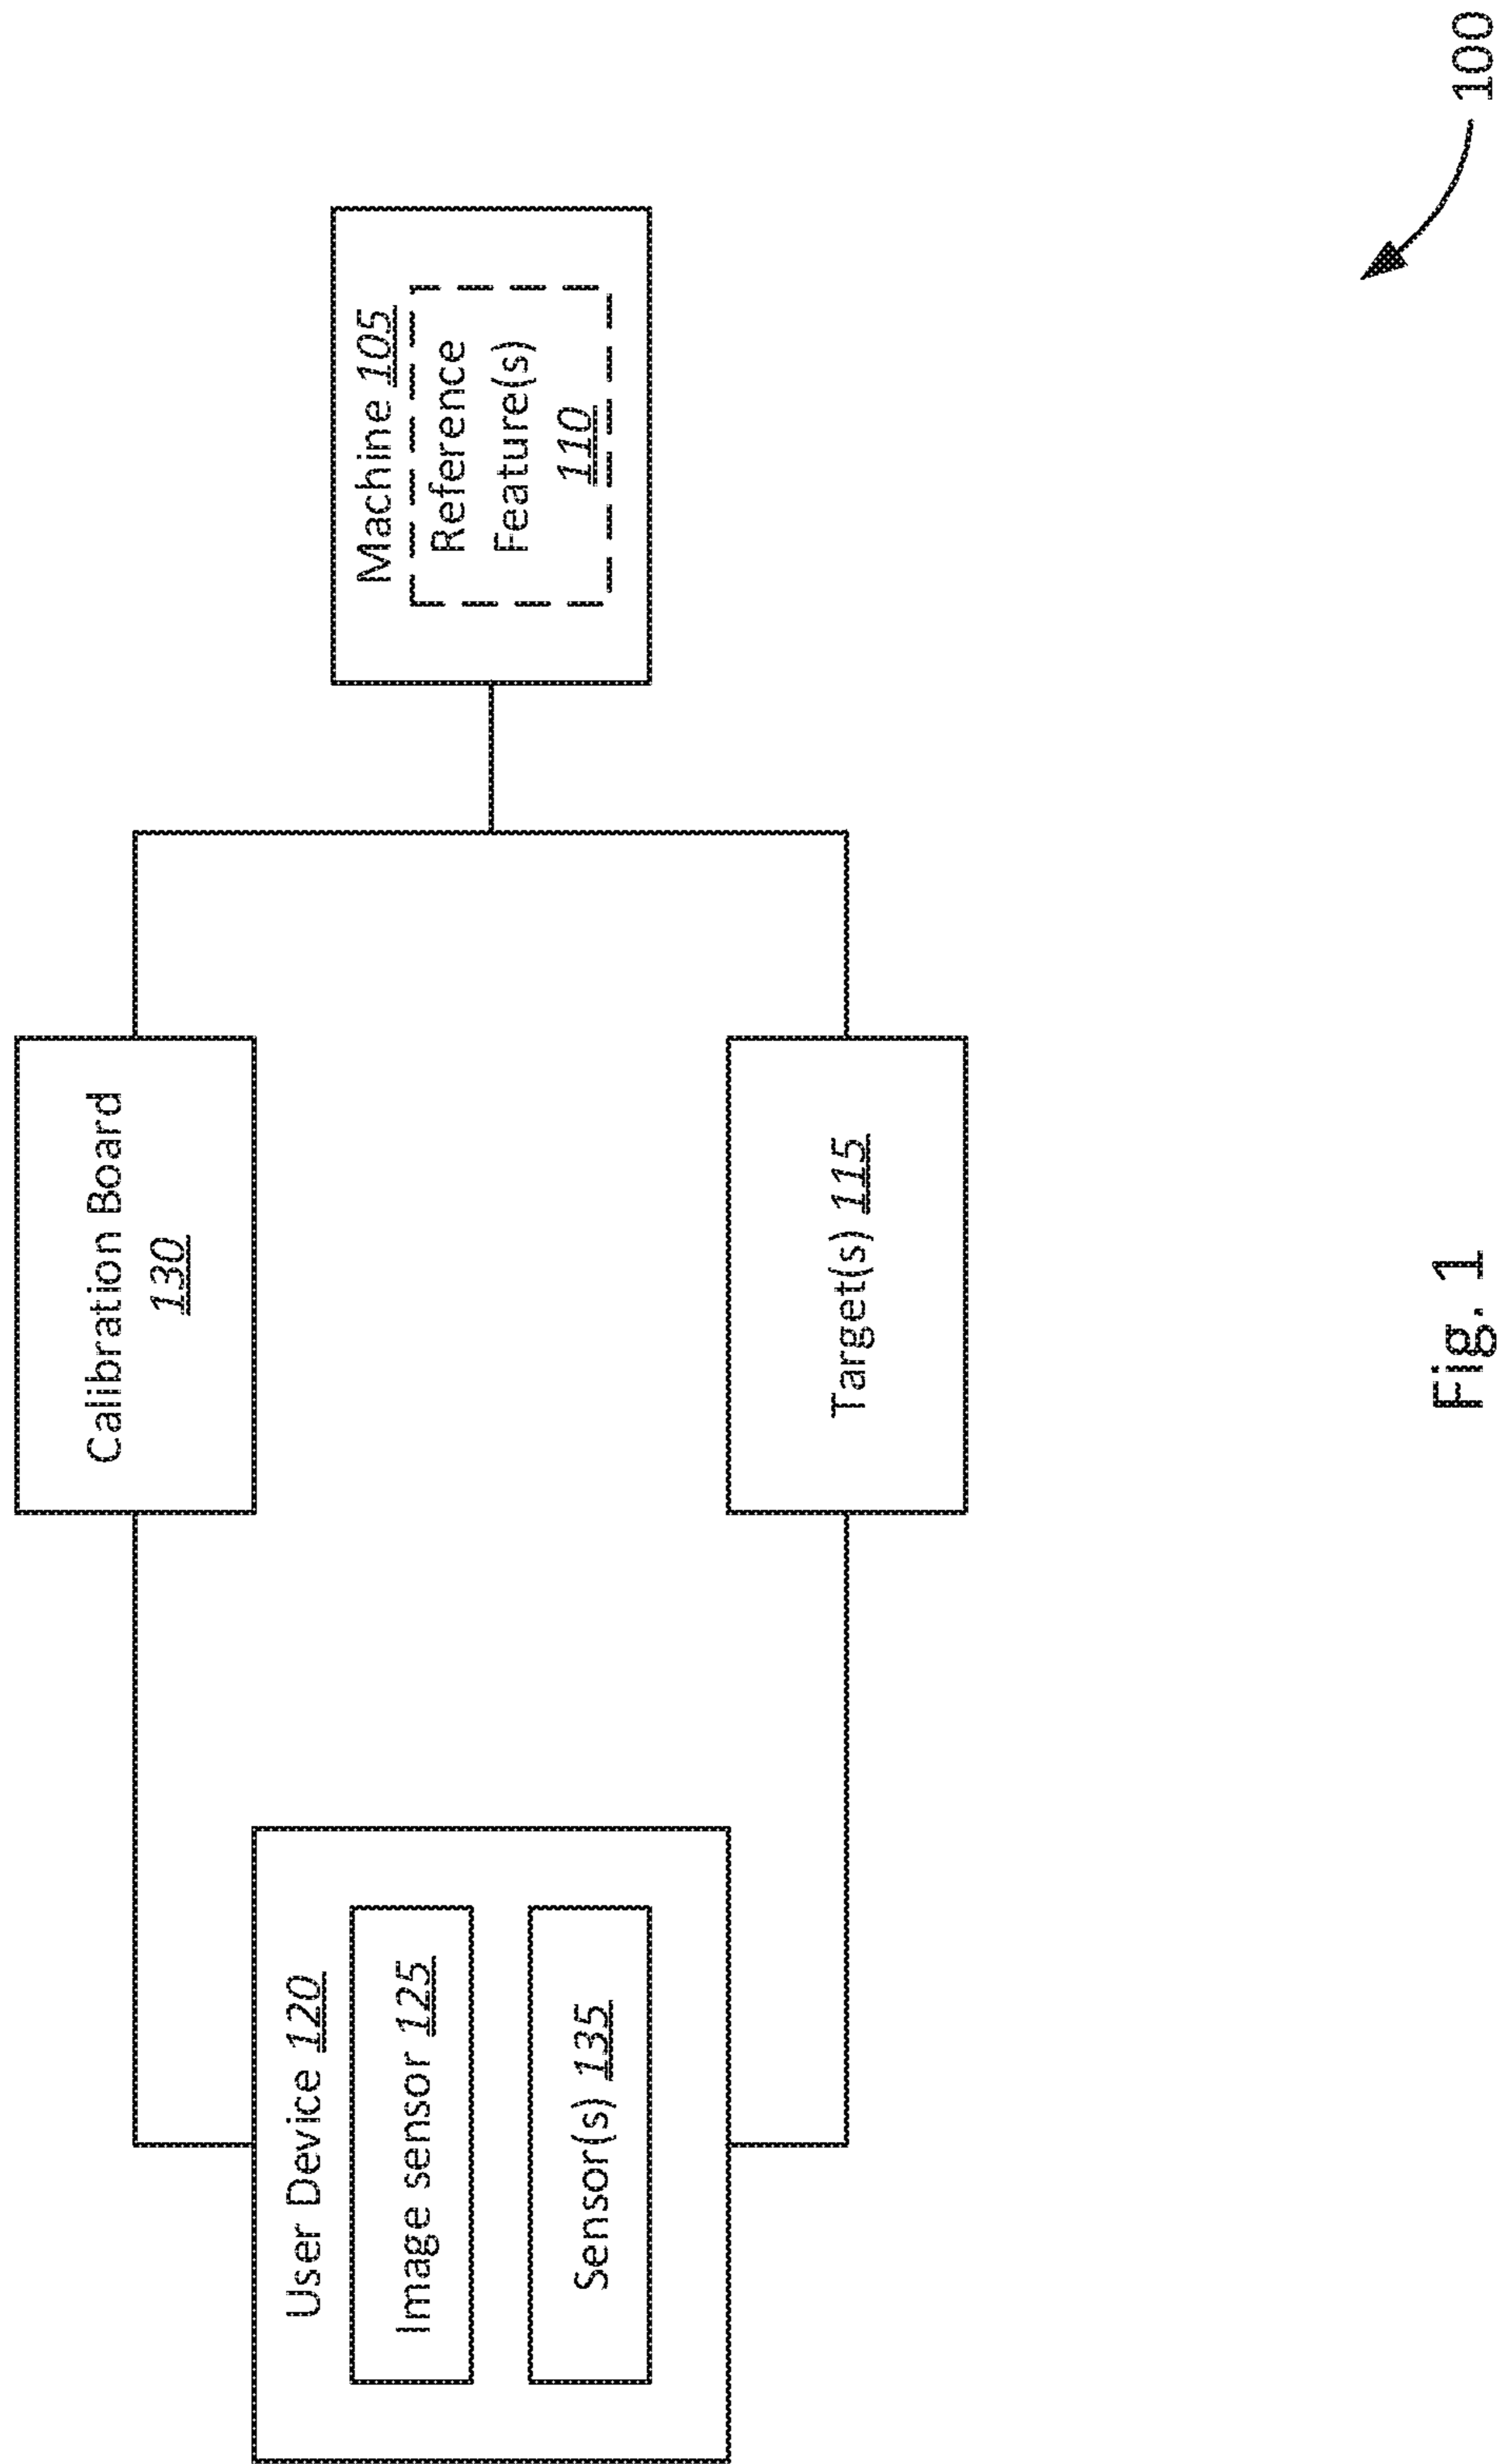 User Device 120
Image sensor 125
Sensor(s) 135
Calibration Board
130
Target(s) 115
Machine 105
Reference
Feature(s)
110
100
Fig. 1